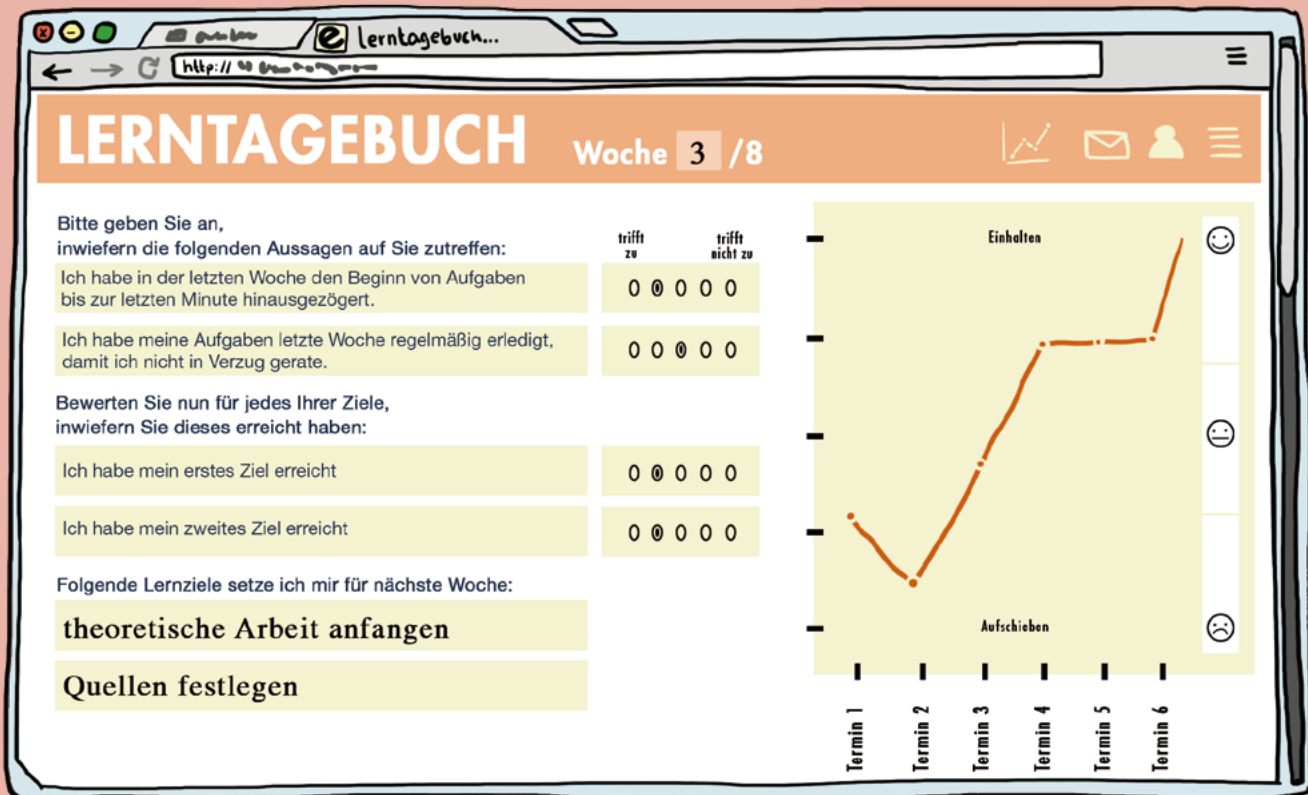 lerntagebuch...
http://
LERNTAGEBUCH
Woche 3 /8
Bitte geben Sie an,
inwiefern die folgenden Aussagen auf Sie zutreffen:
trifft zu
trifft nicht zu
Ich habe in der letzten Woche den Beginn von Aufgaben
bis zur letzten Minute hinausgezögert.
Ich habe meine Aufgaben letzte Woche regelmäßig erledigt,
damit ich nicht in Verzug gerate.
Bewerten Sie nun für jedes Ihrer Ziele,
inwiefern Sie dieses erreicht haben:
Ich habe mein erstes Ziel erreicht
Ich habe mein zweites Ziel erreicht
Folgende Lernziele setze ich mir für nächste Woche:
theoretische Arbeit anfangen
Quellen festlegen
Einhalten
Aufschieben
Termin 1
Termin 2
Termin 3
Termin 4
Termin 5
Termin 6